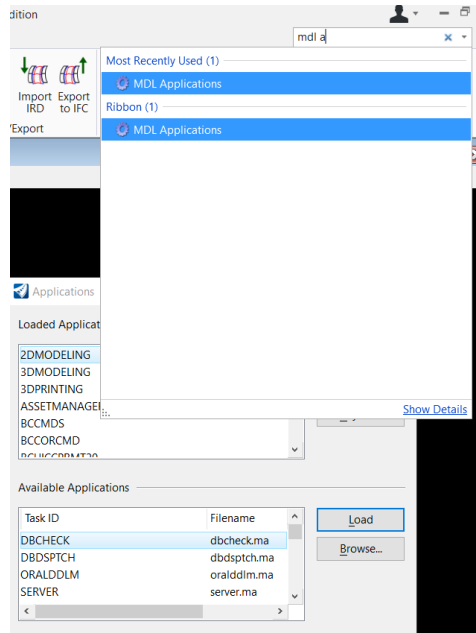 dition
mdl a
Most Recently Used (1)
MDL Applications
Ribbon (1)
MDL Applications
Import IRD
Export to IFC
/Export
Show Details
Applications
Loaded Applicat
2DMODELING
3DMODELING
3DPRINTING
ASSETMANAGE
BCCMDS
BCCORCMD
Available Applications
Task ID Filename
DBCHECK dbcheck.ma
DBDSPTCH dbdsptch.ma
ORALDDLM oralddlm.ma
SERVER server.ma
Load
Browse...